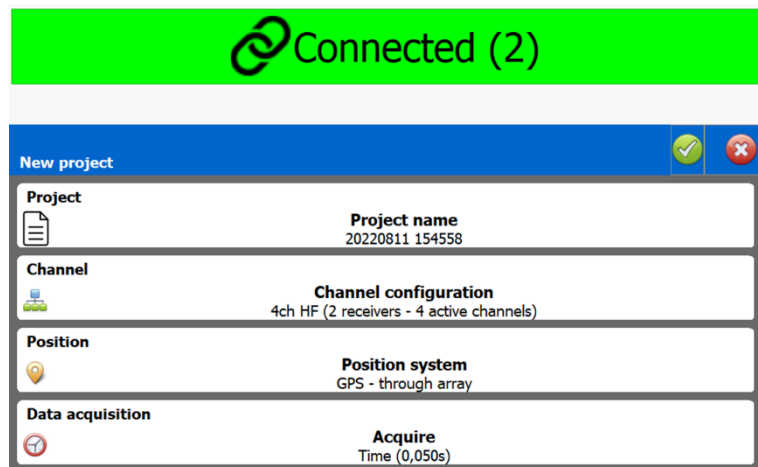 Connected (2)
New project
Project
Project name
20220811 154558
Channel
Channel configuration
4ch HF (2 receivers - 4 active channels)
Position
Position system
GPS - through array
Data acquisition
Acquire
Time (0,050s)